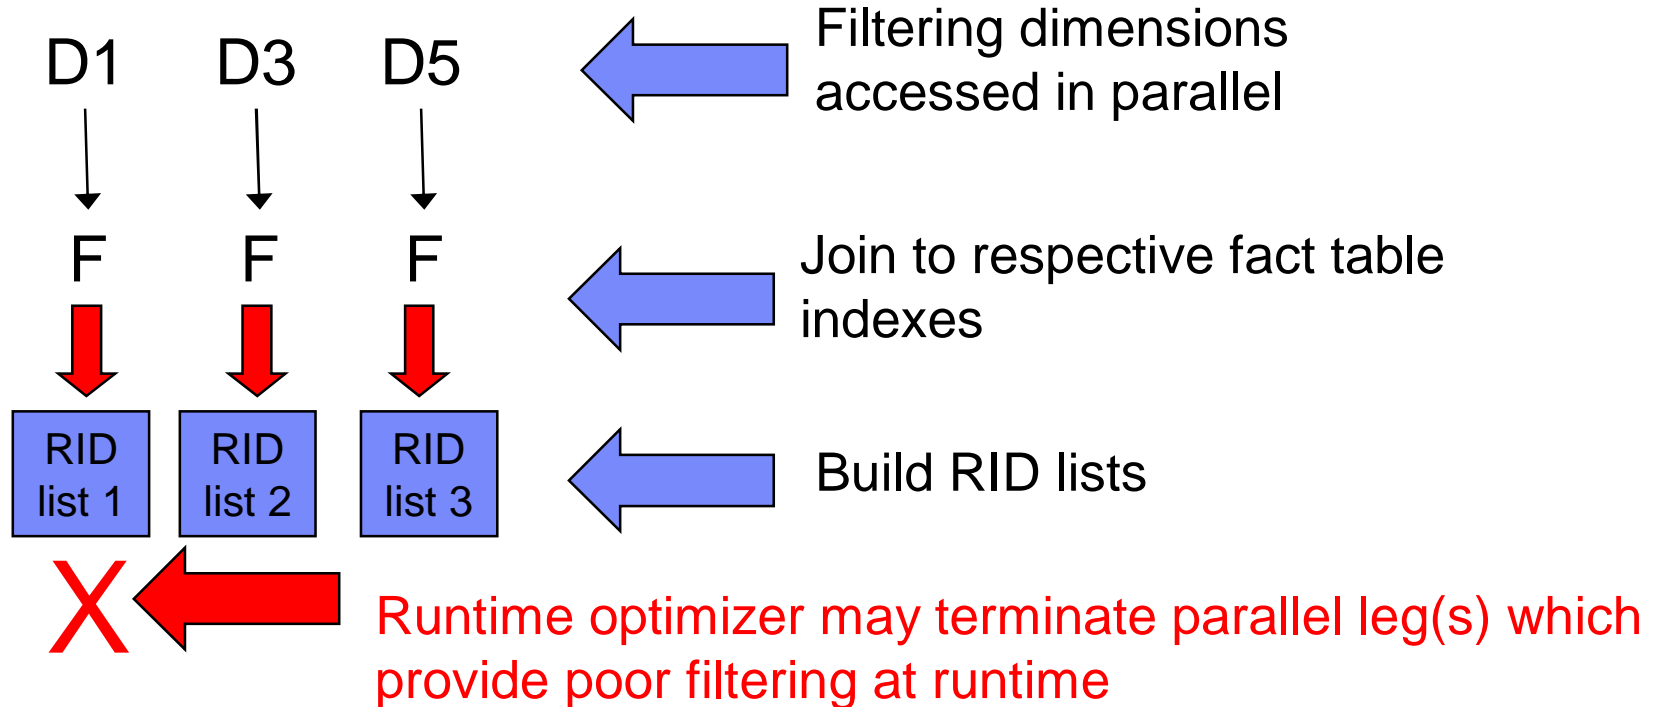 D1 D3 D5
Filtering dimensions
accessed in parallel
F F F
Join to respective fact table
indexes
RID RID RID
list 1 list 2 list 3
Build RID lists
X
Runtime optimizer may terminate parallel leg(s) which
provide poor filtering at runtime